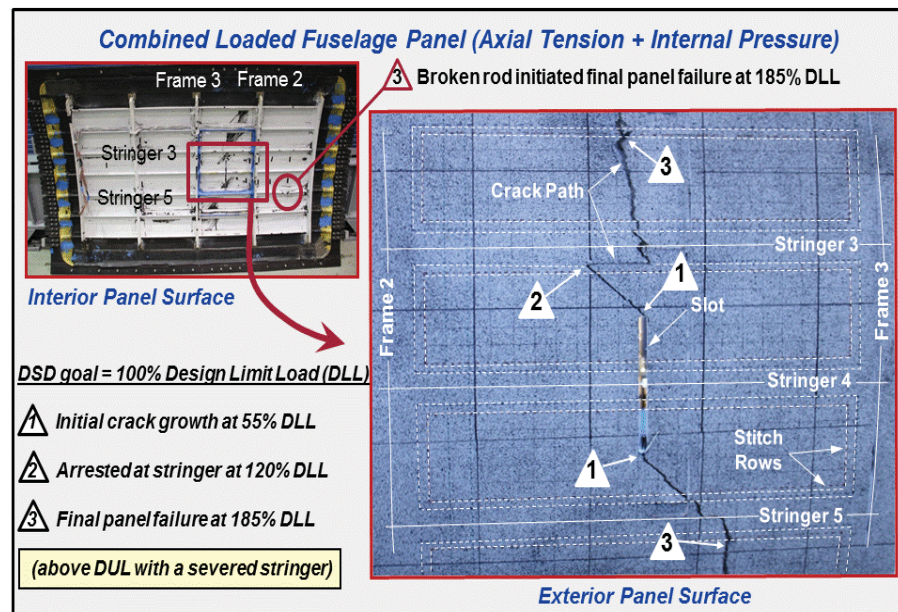 Combined Loaded Fuselage Panel (Axial Tension + Internal Pressure)
3 Broken rod initiated final panel failure at 185% DLL
Frame 3 Frame 2
Stringer 3
Stringer 5
Interior Panel Surface
DSD goal = 100% Design Limit Load (DLL)
1 Initial crack growth at 55% DLL
2 Arrested at stringer at 120% DLL
3 Final panel failure at 185% DLL
(above DUL with a severed stringer)
3
Crack Path
Stringer 3
1
2
Slot
Frame 2
Frame 3
Stringer 4
1
Stitch
Rows
Stringer 5
3
Exterior Panel Surface